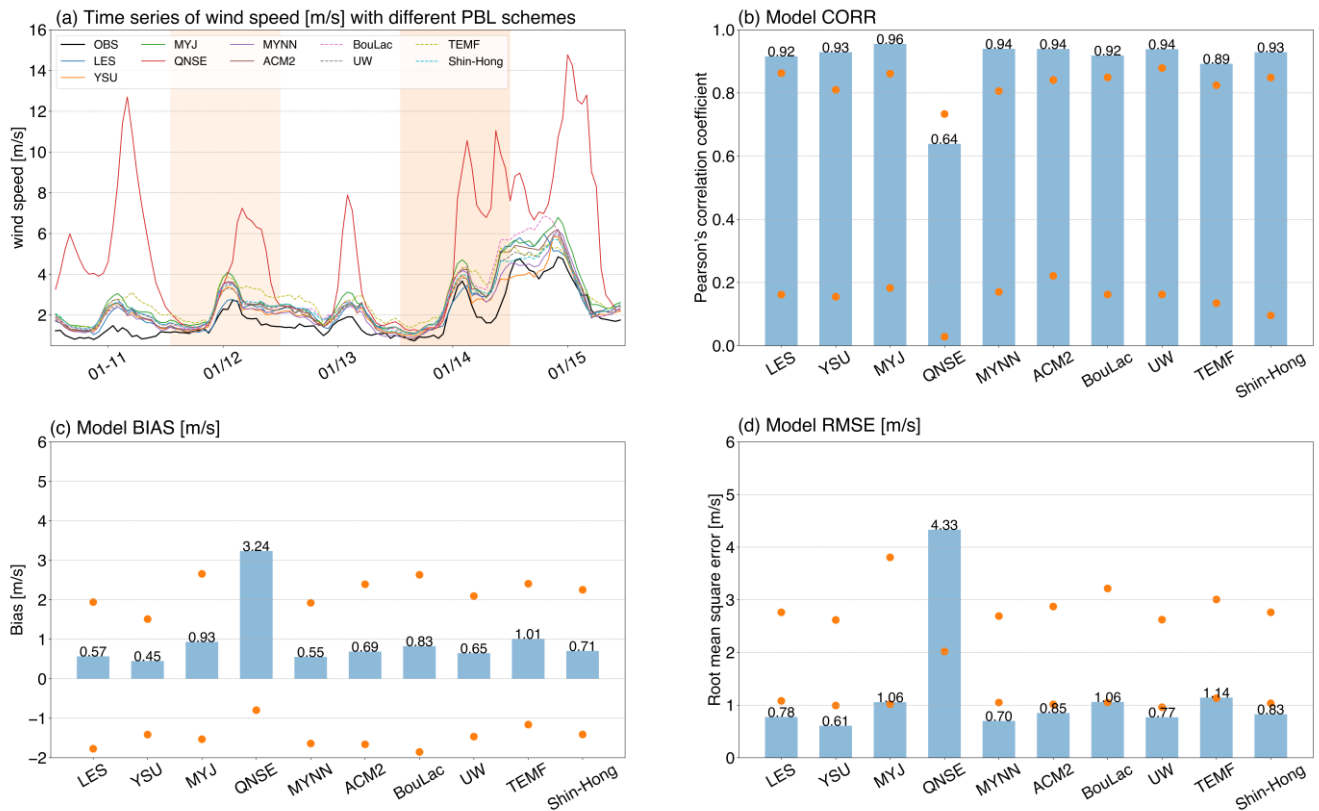 (a) Time series of wind speed [m/s] with different PBL schemes
wind speed [m/s]
16
14
12
10
8
6
4
2
OBS MYJ MYNN BouLac TEMF
LES QNSE ACM2 UW Shin-Hong
YSU
01-11 01/12 01/13 01/14 01/15
(b) Model CORR
Pearson's correlation coefficient
1.0
0.8
0.6
0.4
0.2
0.0
0.92 0.93 0.96 0.64 0.94 0.94 0.92 0.94 0.89 0.93
LES YSU MYJ QNSE MYNN ACM2 BouLac UW TEMF Shin-Hong
(c) Model BIAS [m/s]
Bias [m/s]
6
5
4
3
2
1
0
−1
−2
0.57 0.45 0.93 3.24 0.55 0.69 0.83 0.65 1.01 0.71
LES YSU MYJ QNSE MYNN ACM2 BouLac UW TEMF Shin-Hong
(d) Model RMSE [m/s]
Root mean square error [m/s]
6
5
4
3
2
1
0
0.78 0.61 1.06 4.33 0.70 0.85 1.06 0.77 1.14 0.83
LES YSU MYJ QNSE MYNN ACM2 BouLac UW TEMF Shin-Hong